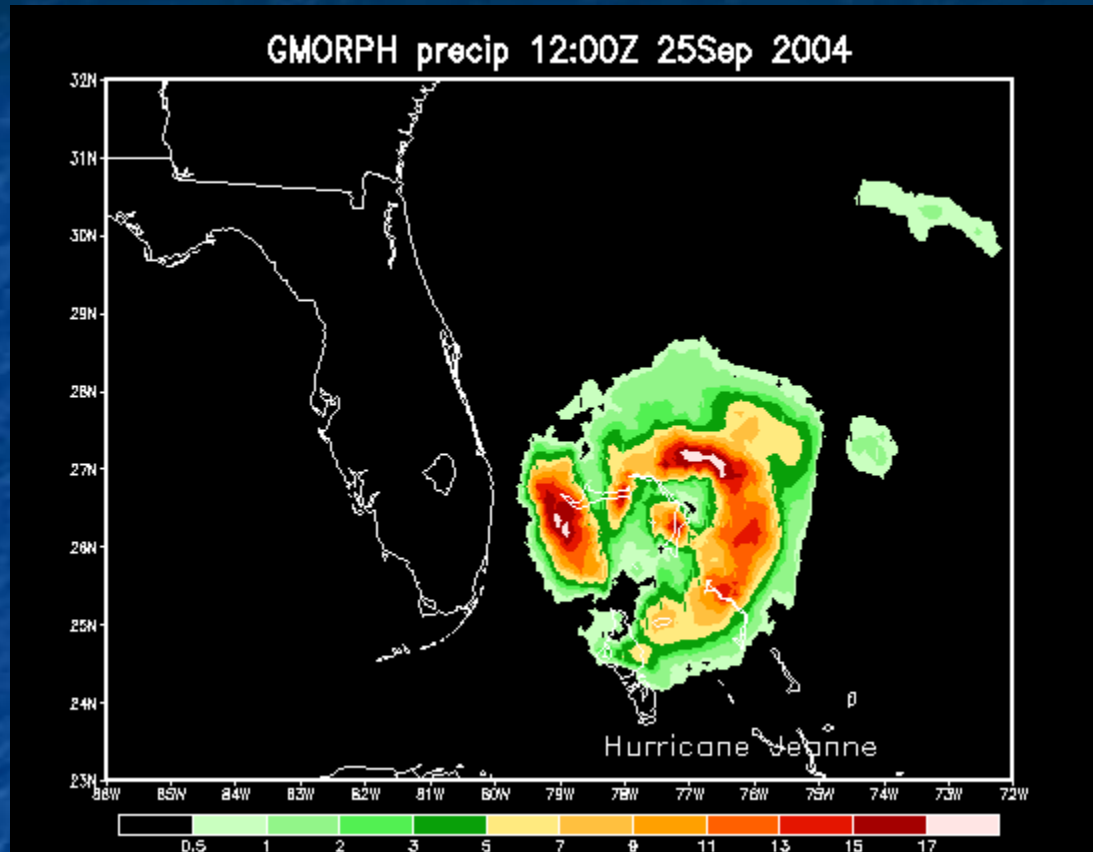 GMORPH precip 12:00Z 25Sep 2004
32N
31N
30N
29N
28N
27N
26N
25N
24N
23N
Hurricane Jeanne
86W 85W 84W 83W 82W 81W 80W 79W 78W 77W 76W 75W 74W 73W 72W
0.5 1 2 3 5 7 9 11 13 15 17